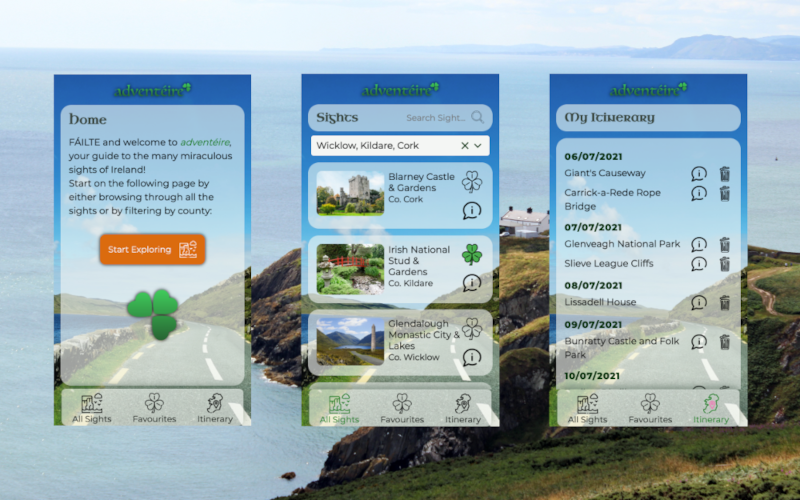 adventéire
Home
FÁILTE and welcome to adventéire,
your guide to the many miraculous
sights of Ireland!
Start on the following page by
either browsing through all the
sights or by filtering by county:
Start Exploring
All Sights
Favourites
Itinerary
adventéire
Sights
Search Sight...
Wicklow, Kildare, Cork
Blarney Castle
& Gardens
Co. Cork
Irish National
Stud &
Gardens
Co. Kildare
Glendalough
Monastic City &
Lakes
Co. Wicklow
All Sights
Favourites
Itinerary
adventéire
My Itinerary
06/07/2021
Giant's Causeway
Carrick-a-Rede Rope
Bridge
07/07/2021
Glenveagh National Park
Slieve League Cliffs
08/07/2021
Lissadell House
09/07/2021
Bunratty Castle and Folk
Park
10/07/2021
All Sights
Favourites
Itinerary